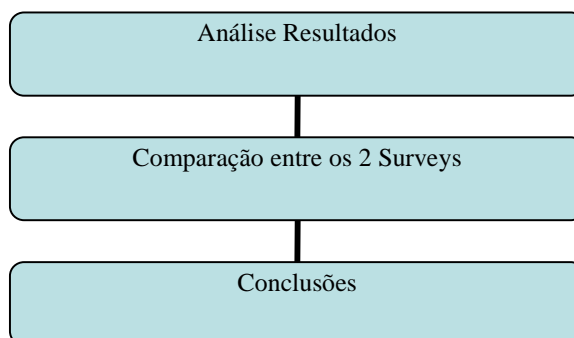 Análise Resultados
Comparação entre os 2 Surveys
Conclusões